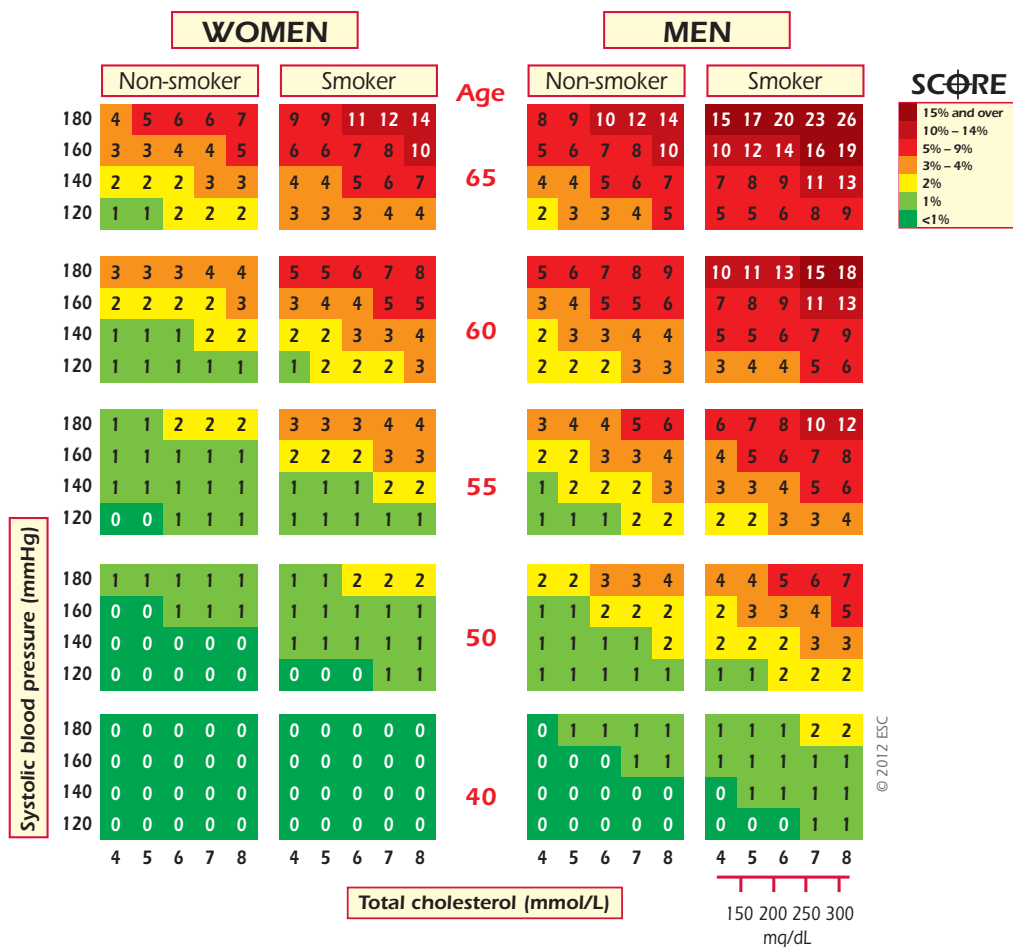 WOMEN MEN
Non-smoker Smoker Age Non-smoker Smoker SCORE
180 4 5 6 6 7 9 9 11 12 14 8 9 10 12 14 15 17 20 23 26
160 3 3 4 4 5 6 6 7 8 10 5 6 7 8 10 10 12 14 16 19
65
140 2 2 2 3 3 4 4 5 6 7 4 4 5 6 7 7 8 9 11 13
120 1 1 2 2 2 3 3 3 4 4 2 3 3 4 5 5 5 6 8 9
15% and over
10% – 14%
5% – 9%
3% – 4%
2%
1%
<1%
180 3 3 3 4 4 5 5 6 7 8 5 6 7 8 9 10 11 13 15 18
160 2 2 2 2 3 3 4 4 5 5 3 4 5 5 6 7 8 9 11 13
60
140 1 1 1 2 2 2 2 3 3 4 2 3 3 4 4 5 5 6 7 9
120 1 1 1 1 1 1 2 2 2 3 2 2 2 3 3 3 4 4 5 6
180 1 1 2 2 2 3 3 3 4 4 3 4 4 5 6 6 7 8 10 12
160 1 1 1 1 1 2 2 2 3 3 2 2 3 3 4 4 5 6 7 8
55
140 1 1 1 1 1 1 1 1 2 2 1 2 2 2 3 3 3 4 5 6
120 0 0 1 1 1 1 1 1 1 1 1 1 1 2 2 2 2 3 3 4
180 1 1 1 1 1 1 1 2 2 2 2 2 3 3 4 4 4 5 6 7
160 0 0 1 1 1 1 1 1 1 1 1 1 2 2 2 2 3 3 4 5
50
140 0 0 0 0 0 1 1 1 1 1 1 1 1 1 2 2 2 2 3 3
120 0 0 0 0 0 0 0 0 1 1 1 1 1 1 1 1 1 2 2 2
180 0 0 0 0 0 0 0 0 0 0 0 1 1 1 1 1 1 1 2 2
160 0 0 0 0 0 0 0 0 0 0 0 0 0 1 1 1 1 1 1 1
40
140 0 0 0 0 0 0 0 0 0 0 0 0 0 0 0 0 1 1 1 1
120 0 0 0 0 0 0 0 0 0 0 0 0 0 0 0 0 0 0 1 1
4 5 6 7 8 4 5 6 7 8 4 5 6 7 8 4 5 6 7 8
Systolic blood pressure (mmHg)
Total cholesterol (mmol/L)
150 200 250 300
mg/dL
© 2012 ESC